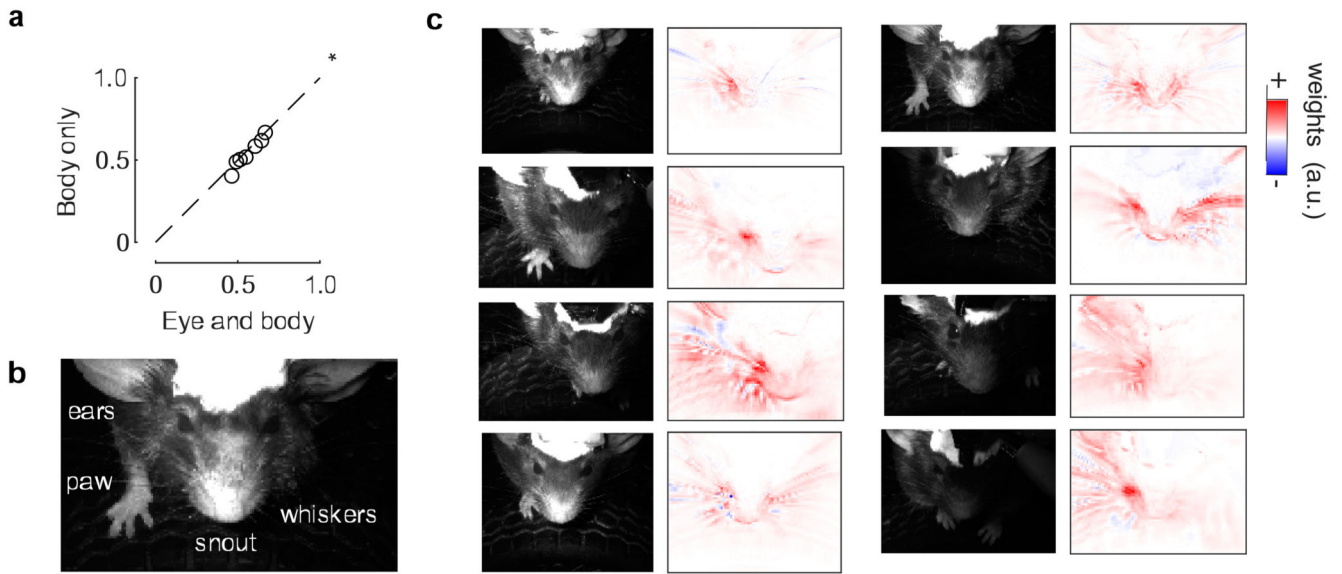 a
*
1.0
0.5
0
Body only
0
0.5
1.0
Eye and body
b
ears
paw
whiskers
snout
c
+
-
weights (a.u.)